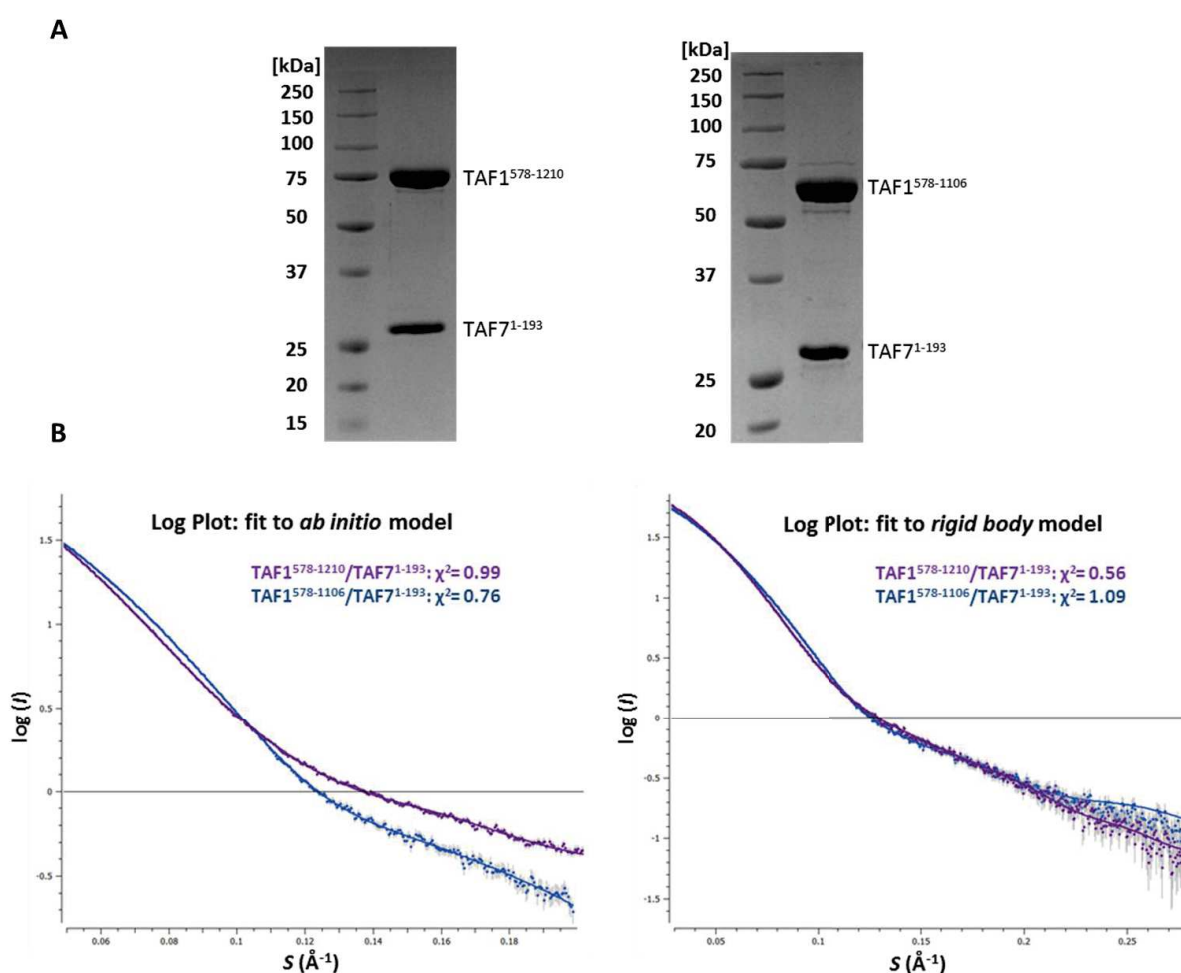 A
[kDa]
250
150
100
75
50
37
25
20
15
TAF1⁵⁷⁸⁻¹²¹⁰
TAF7¹⁻¹⁹³
[kDa]
250
150
100
75
50
37
25
20
TAF1⁵⁷⁸⁻¹¹⁰⁶
TAF7¹⁻¹⁹³
B
Log Plot: fit to ab initio model
TAF1⁵⁷⁸⁻¹²¹⁰/TAF7¹⁻¹⁹³: χ²= 0.99
TAF1⁵⁷⁸⁻¹¹⁰⁶/TAF7¹⁻¹⁹³: χ²= 0.76
log (I)
1.5
1
0.5
0
-0.5
0.06 0.08 0.1 0.12 0.14 0.16 0.18
S (Å⁻¹)
Log Plot: fit to rigid body model
TAF1⁵⁷⁸⁻¹²¹⁰/TAF7¹⁻¹⁹³: χ²= 0.56
TAF1⁵⁷⁸⁻¹¹⁰⁶/TAF7¹⁻¹⁹³: χ²= 1.09
log (I)
1.5
1
0.5
0
-0.5
-1
-1.5
0.05 0.1 0.15 0.2 0.25
S (Å⁻¹)